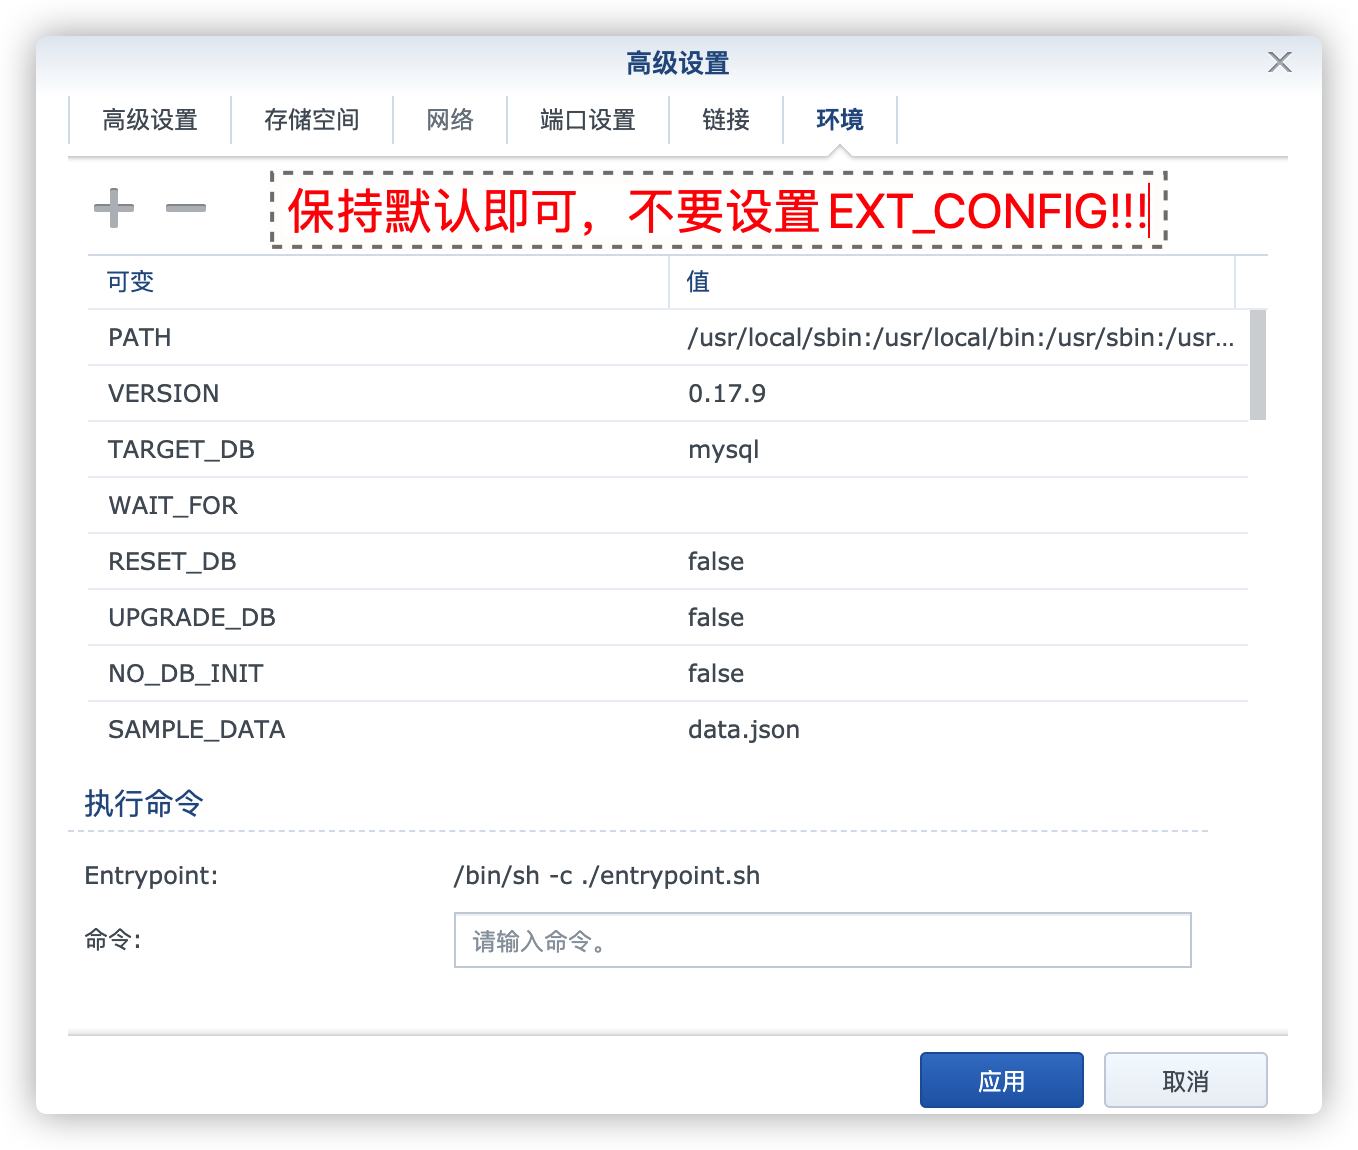 高级设置
高级设置 存储空间 网络 端口设置 链接 环境
保持默认即可，不要设置EXT_CONFIG!!!
可变 值
PATH /usr/local/sbin:/usr/local/bin:/usr/sbin:/usr...
VERSION 0.17.9
TARGET_DB mysql
WAIT_FOR
RESET_DB false
UPGRADE_DB false
NO_DB_INIT false
SAMPLE_DATA data.json
执行命令
Entrypoint: /bin/sh -c ./entrypoint.sh
命令: 请输入命令。
应用 取消